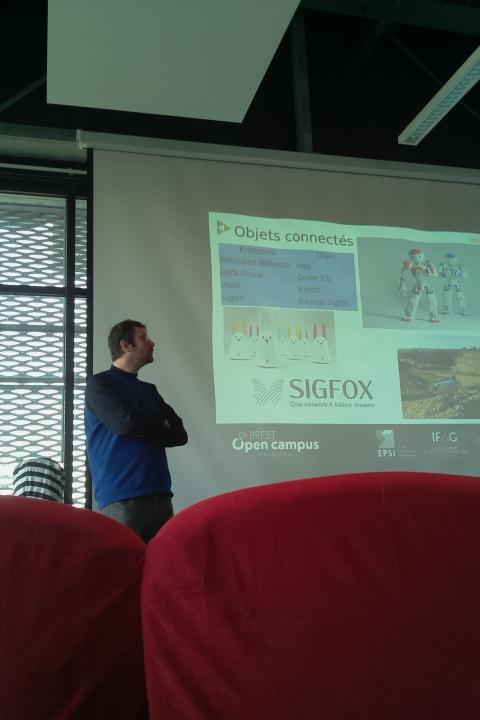 Objets connectés
Entreprise Objet
Aldebaran Robotics Nao
Delta Drone Drone 2.0
Violet Karotz
Sigfox Réseau Sigfox
SIGFOX
One network A billion dreams
BREST
Open campus
EPSI
IFAG